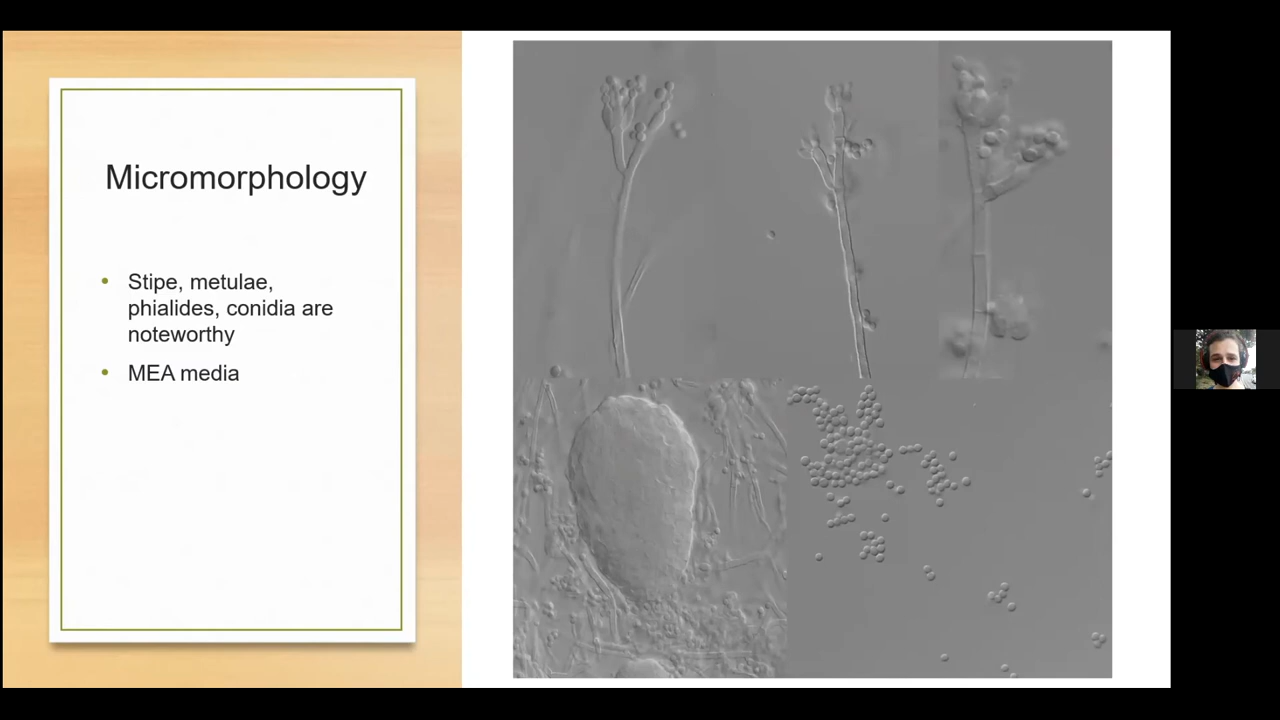 Micromorphology
• Stipe, metulae,
phialides, conidia are
noteworthy
• MEA media